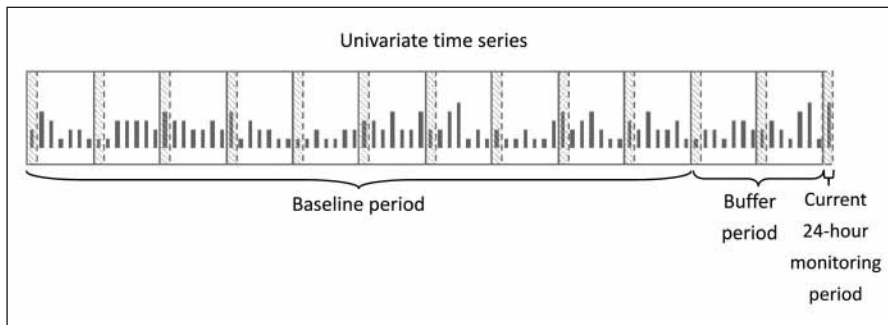 Univariate time series
Baseline period
Buffer
period
Current
24-hour
monitoring
period